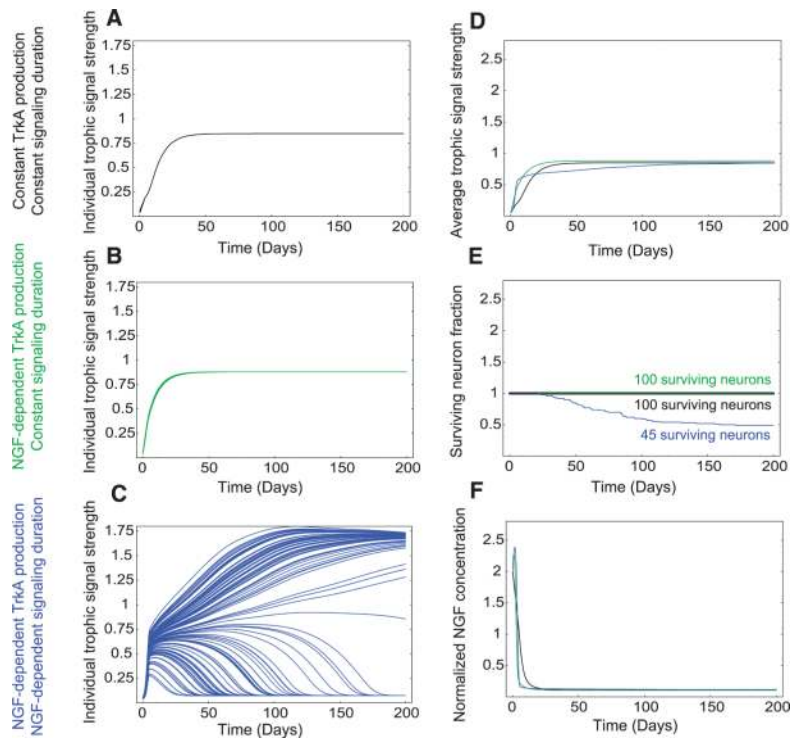 Constant TrkA production
Constant signaling duration
A
Individual trophic signal strength
1.75
1.5
1.25
1
0.75
0.5
0.25
0 50 100 150 200
Time (Days)
D
Average trophic signal strength
2.5
2
1.5
1
0.5
0 50 100 150 200
Time (Days)
NGF-dependent TrkA production
Constant signaling duration
B
Individual trophic signal strength
1.75
1.5
1.25
1
0.75
0.5
0.25
0 50 100 150 200
Time (Days)
E
Surviving neuron fraction
2.5
2
1.5
1
0.5
100 surviving neurons
100 surviving neurons
45 surviving neurons
0 50 100 150 200
Time (Days)
NGF-dependent TrkA production
NGF-dependent signaling duration
C
Individual trophic signal strength
1.75
1.5
1.25
1
0.75
0.5
0.25
0 50 100 150 200
Time (Days)
F
Normalized NGF concentration
2.5
2
1.5
1
0.5
0 50 100 150 200
Time (Days)